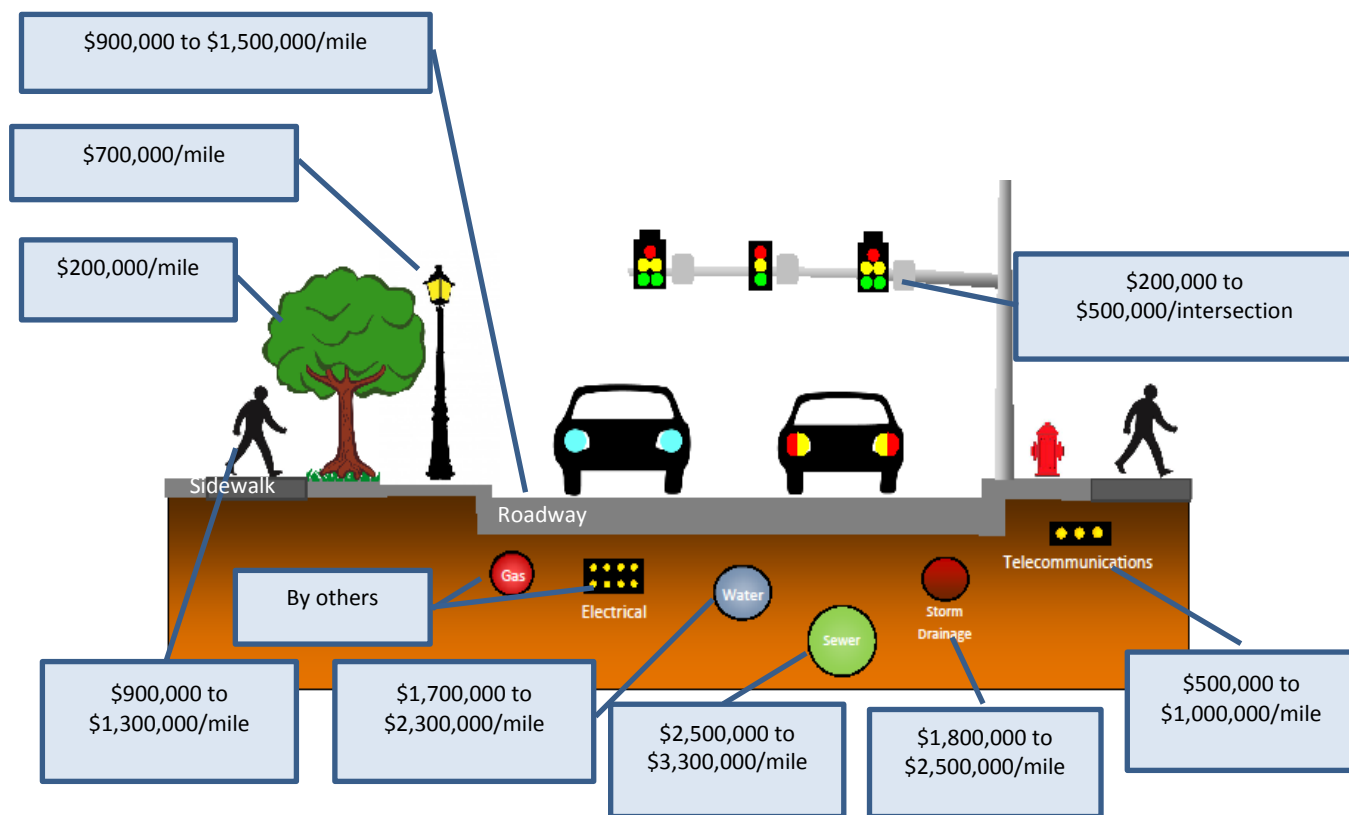 $900,000 to $1,500,000/mile
$700,000/mile
$200,000/mile
$200,000 to
$500,000/intersection
Sidewalk
Roadway
Gas
Electrical
Water
Sewer
Storm
Drainage
Telecommunications
By others
$900,000 to
$1,300,000/mile
$1,700,000 to
$2,300,000/mile
$2,500,000 to
$3,300,000/mile
$1,800,000 to
$2,500,000/mile
$500,000 to
$1,000,000/mile